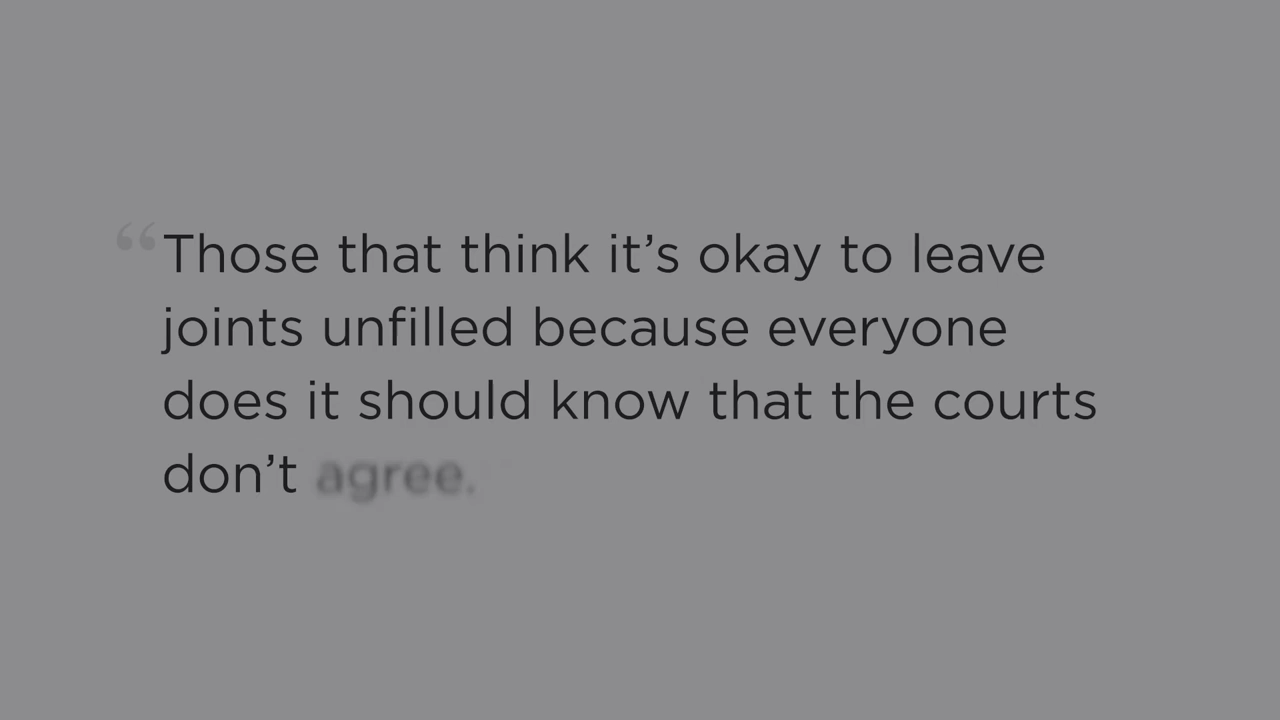 “Those that think it’s okay to leave
joints unfilled because everyone
does it should know that the courts
don’t agree.